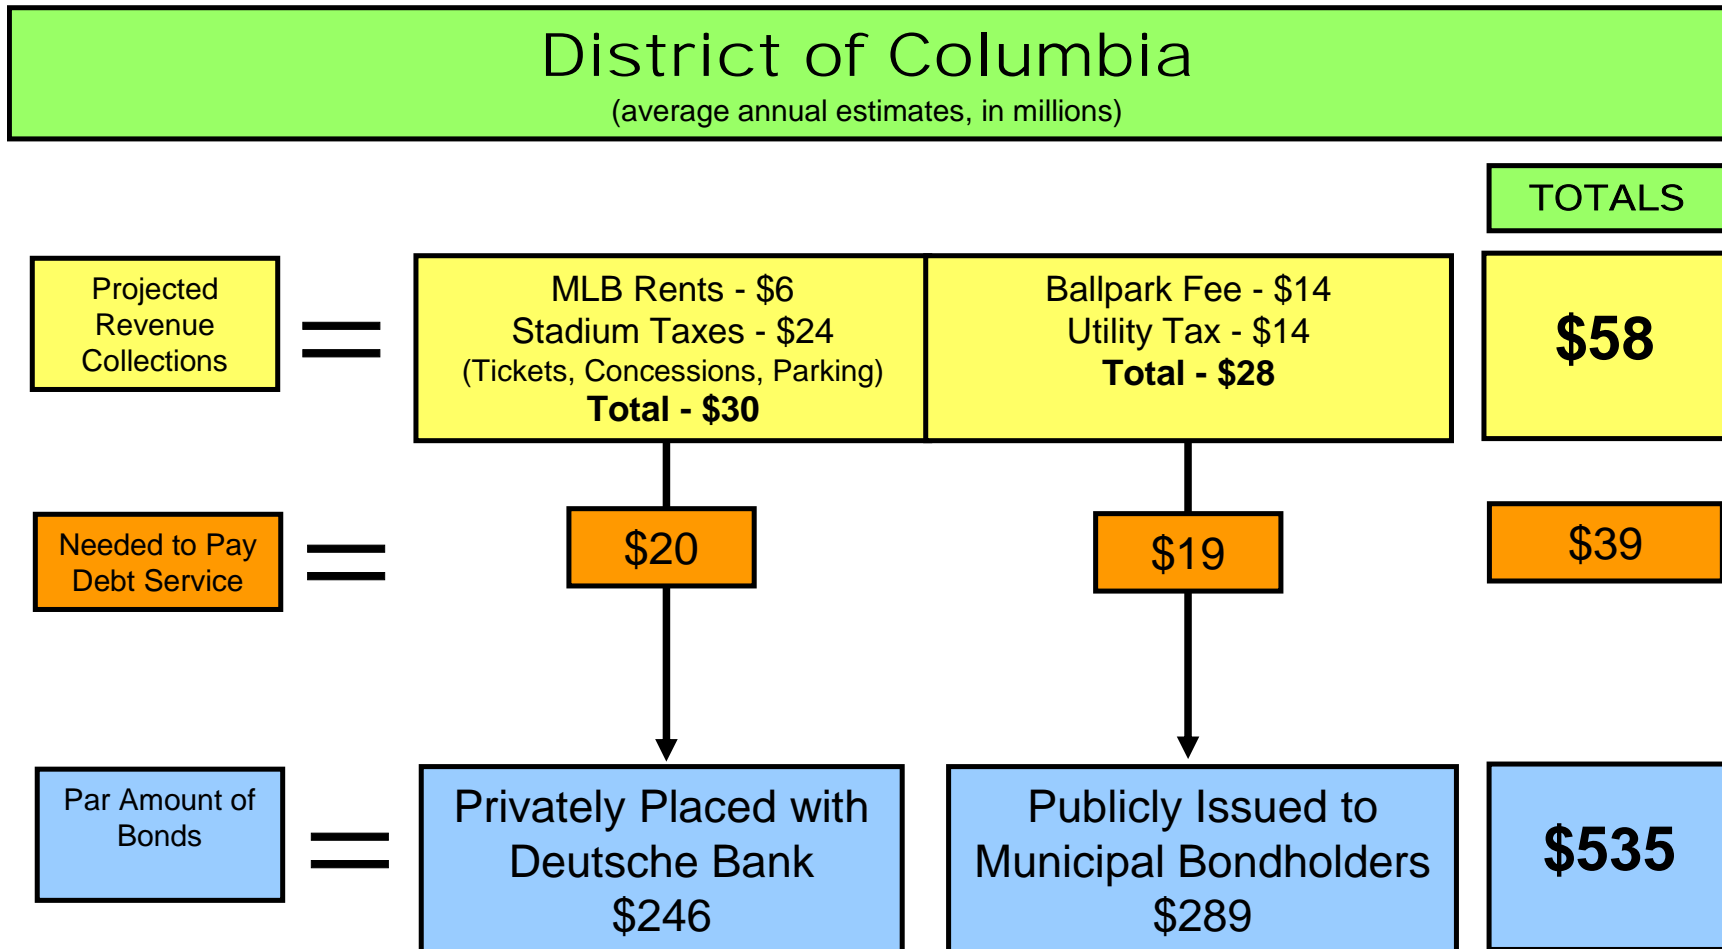 District of Columbia
(average annual estimates, in millions)
TOTALS
Projected
Revenue
Collections
MLB Rents - $6
Stadium Taxes - $24
(Tickets, Concessions, Parking)
Total - $30
Ballpark Fee - $14
Utility Tax - $14
Total - $28
$58
Needed to Pay
Debt Service
$20
$19
$39
Par Amount of
Bonds
Privately Placed with
Deutsche Bank
$246
Publicly Issued to
Municipal Bondholders
$289
$535